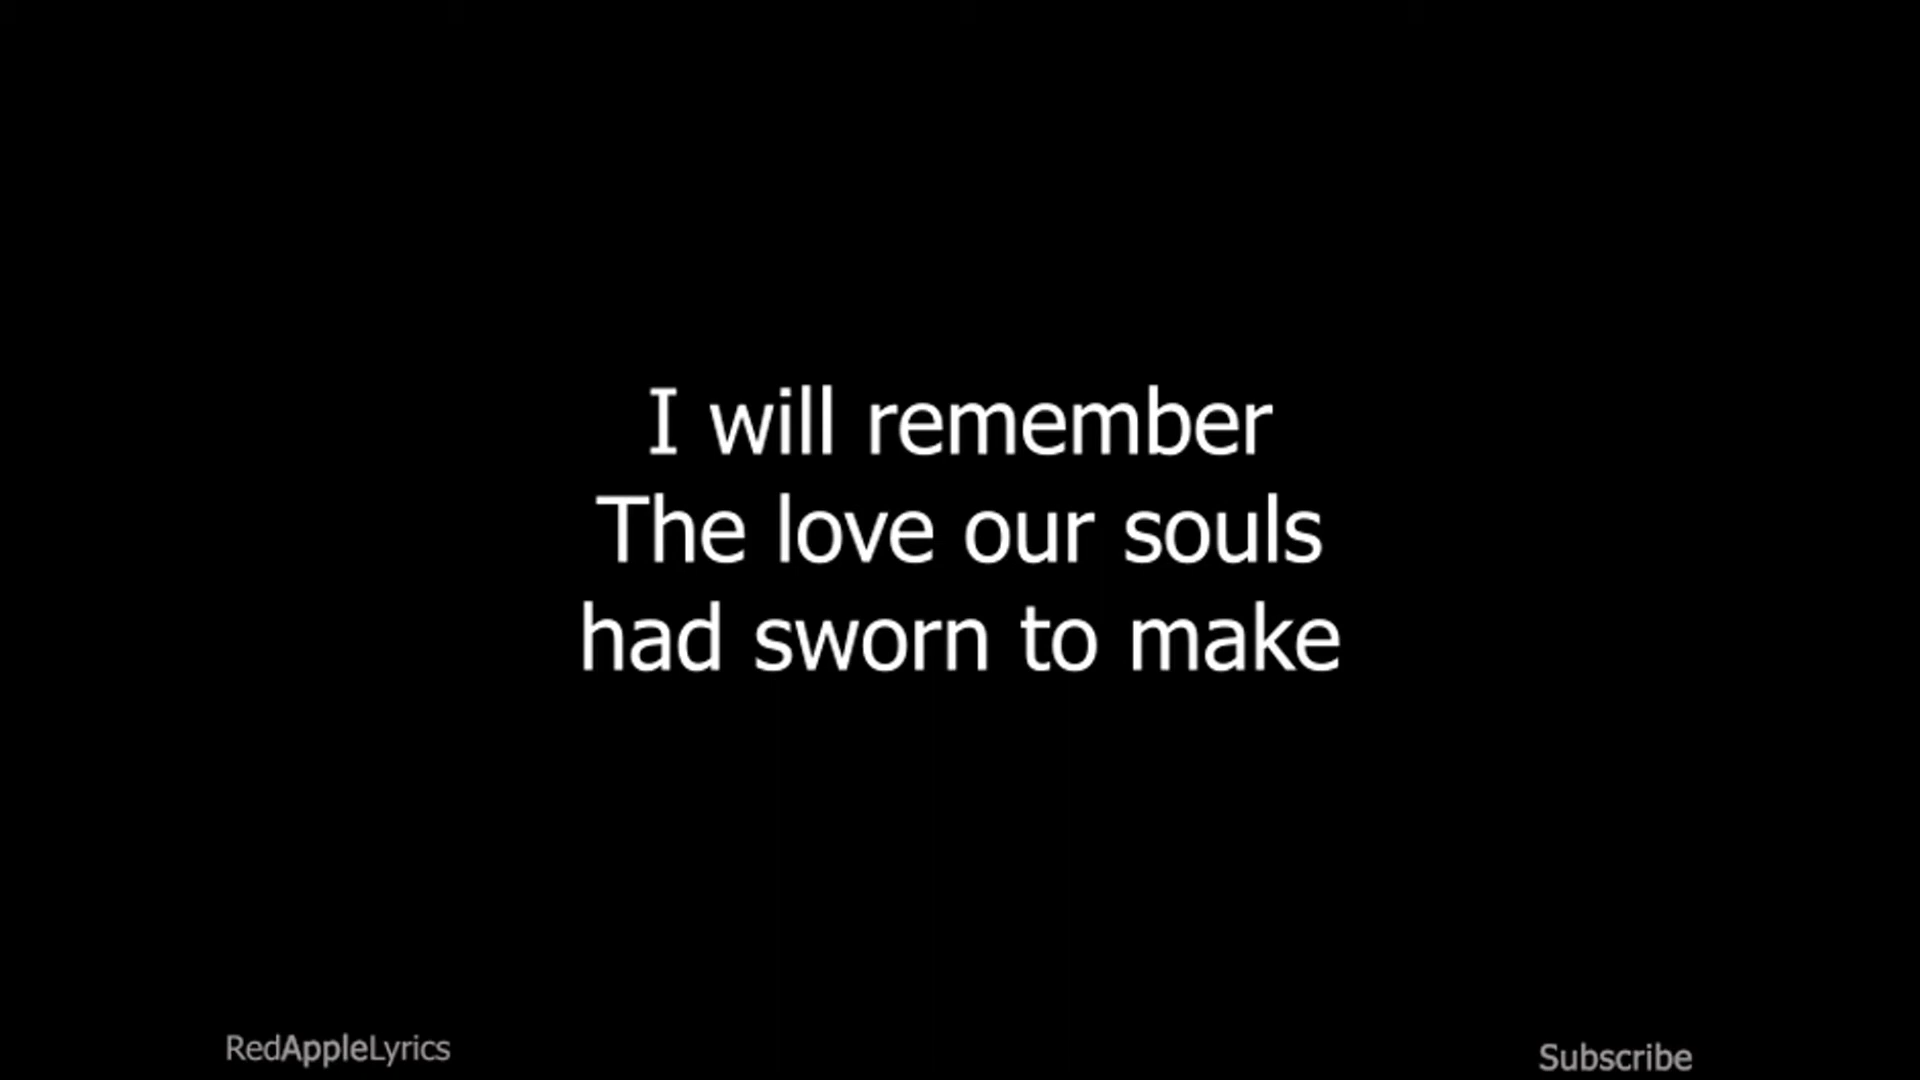 I will remember
The love our souls
had sworn to make
RedAppleLyrics
Subscribe